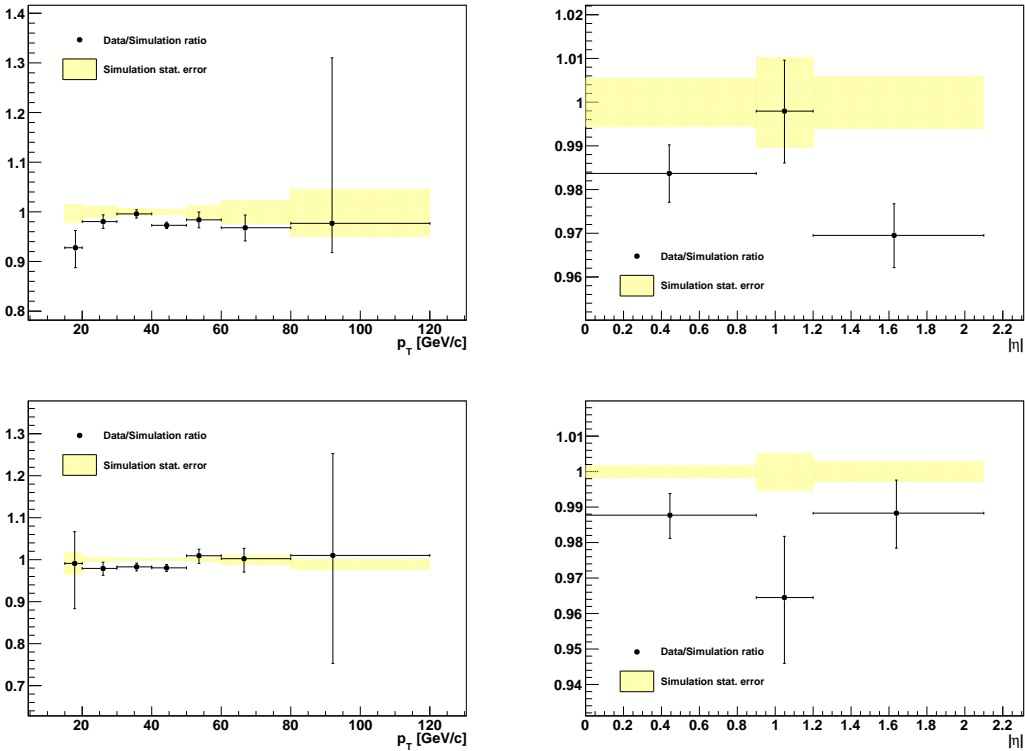 1.4
1.3
1.2
1.1
1
0.9
0.8
Data/Simulation ratio
Simulation stat. error
20 40 60 80 100 120
p_T [GeV/c]
1.02
1.01
1
0.99
0.98
0.97
0.96
Data/Simulation ratio
Simulation stat. error
0 0.2 0.4 0.6 0.8 1 1.2 1.4 1.6 1.8 2 2.2
|η|
1.3
1.2
1.1
1
0.9
0.8
0.7
Data/Simulation ratio
Simulation stat. error
20 40 60 80 100 120
p_T [GeV/c]
1.01
1
0.99
0.98
0.97
0.96
0.95
0.94
Data/Simulation ratio
Simulation stat. error
0 0.2 0.4 0.6 0.8 1 1.2 1.4 1.6 1.8 2 2.2
|η|